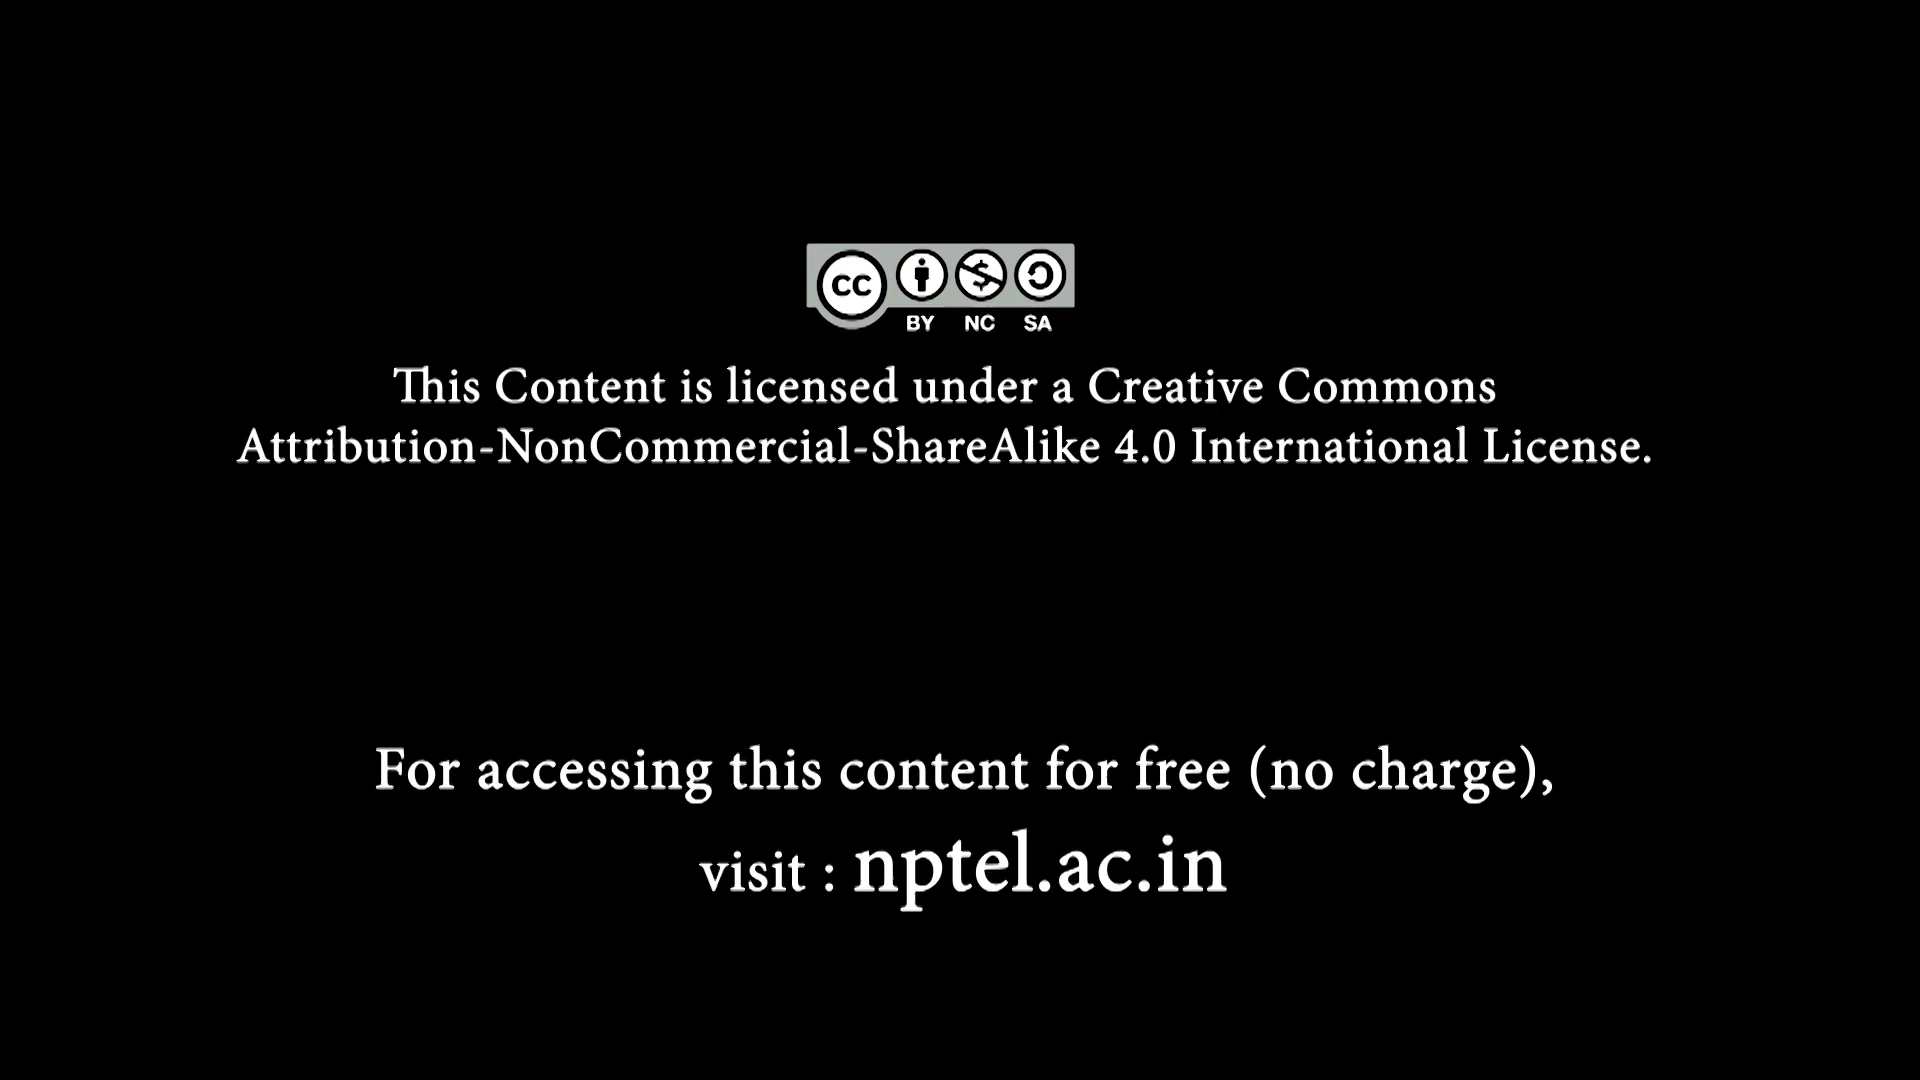 CC BY NC SA
This Content is licensed under a Creative Commons
Attribution-NonCommercial-ShareAlike 4.0 International License.
For accessing this content for free (no charge),
visit : nptel.ac.in